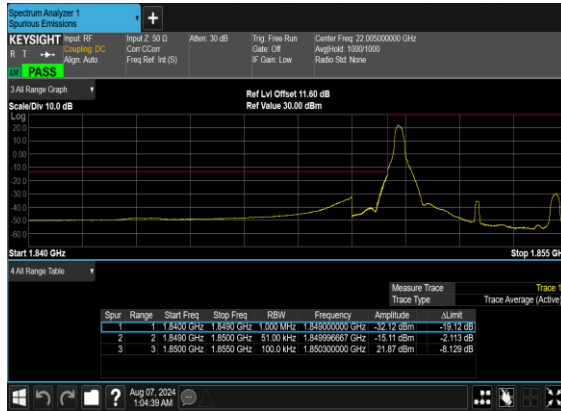 Spectrum Analyzer 1
Spurious Emissions
KEYSIGHT
R T
PASS
Input: RF
Coupling: DC
Align: Auto
Input Z: 50 Ω
Corr CCorr
Freq Ref: Int (S)
Atten: 30 dB
Trig: Free Run
Gate: Off
IF Gain: Low
Center Freq: 22.005000000 GHz
Avg|Hold: 1000/1000
Radio Std: None
3 All Range Graph
Scale/Div 10.0 dB
Ref Lvl Offset 11.60 dB
Ref Value 30.00 dBm
Log
20.0
10.0
0.00
-10.0
-20.0
-30.0
-40.0
-50.0
-60.0
Start 1.840 GHz
Stop 1.855 GH
4 All Range Table
Measure Trace Trace 1
Trace Type Trace Average (Active)
Spur Range Start Freq Stop Freq RBW Frequency Amplitude ΔLimit
1 1 1.8400 GHz 1.8490 GHz 1.000 MHz 1.849000000 GHz -32.12 dBm -19.12 dB
2 2 1.8490 GHz 1.8500 GHz 51.00 kHz 1.849996667 GHz -15.11 dBm -2.113 dB
3 3 1.8500 GHz 1.8550 GHz 100.0 kHz 1.850300000 GHz 21.87 dBm -8.129 dB
Aug 07, 2024
1:04:39 AM